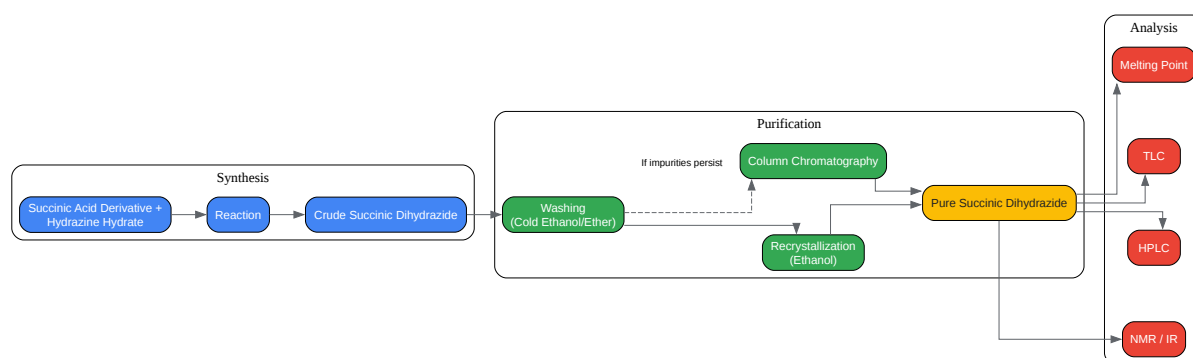 Synthesis
Succinic Acid Derivative +
Hydrazine Hydrate
Reaction
Crude Succinic Dihydrazide
Purification
Washing
(Cold Ethanol/Ether)
If impurities persist
Column Chromatography
Recrystallization
(Ethanol)
Pure Succinic Dihydrazide
Analysis
Melting Point
TLC
HPLC
NMR / IR